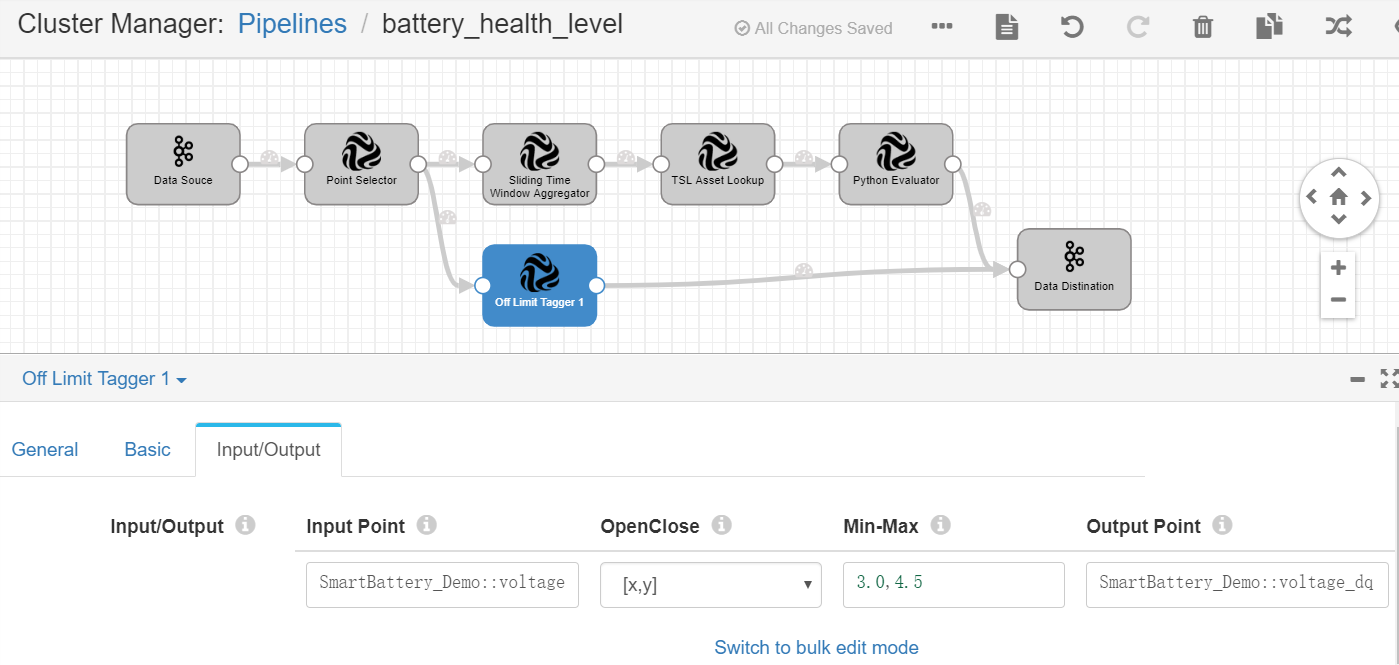 Cluster Manager: Pipelines / battery_health_level
All Changes Saved
Data Souce
Point Selector
Sliding Time
Window Aggregator
TSL Asset Lookup
Python Evaluator
Off Limit Tagger 1
Data Distination
Off Limit Tagger 1
General Basic Input/Output
Input/Output Input Point OpenClose Min-Max Output Point
SmartBattery_Demo::voltage [x,y] 3.0,4.5 SmartBattery_Demo::voltage_dq
Switch to bulk edit mode